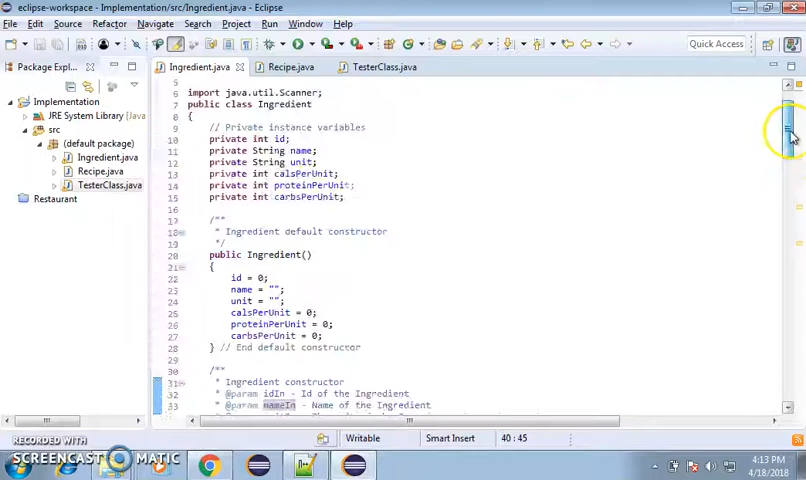 eclipse-workspace - Implementation/src/Ingredient.java - Eclipse
File Edit Source Refactor Navigate Search Project Run Window Help
Quick Access
Package Expl...
Ingredient.java Recipe.java TesterClass.java
Implementation
JRE System Library [
src
(default package)
Ingredient.java
Recipe.java
TesterClass.java
Restaurant
5
6 import java.util.Scanner;
7 public class Ingredient
8 {
9 // Private instance variables
10 private int id;
11 private String name;
12 private String unit;
13 private int calsPerUnit;
14 private int proteinPerUnit;
15 private int carbsPerUnit;
16
17 /**
18 * Ingredient default constructor
19 */
20 public Ingredient()
21 {
22 id = 0;
23 name = "";
24 unit = "";
25 calsPerUnit = 0;
26 proteinPerUnit = 0;
27 carbsPerUnit = 0;
28 } // End default constructor
29
30 /**
31 * Ingredient constructor
32 * @param idIn - Id of the Ingredient
33 * @param nameIn - Name of the Ingredient
Writable Smart Insert 40 : 45
RECORDED WITH
SCREENCAST MATIC
4:13 PM
4/18/2018